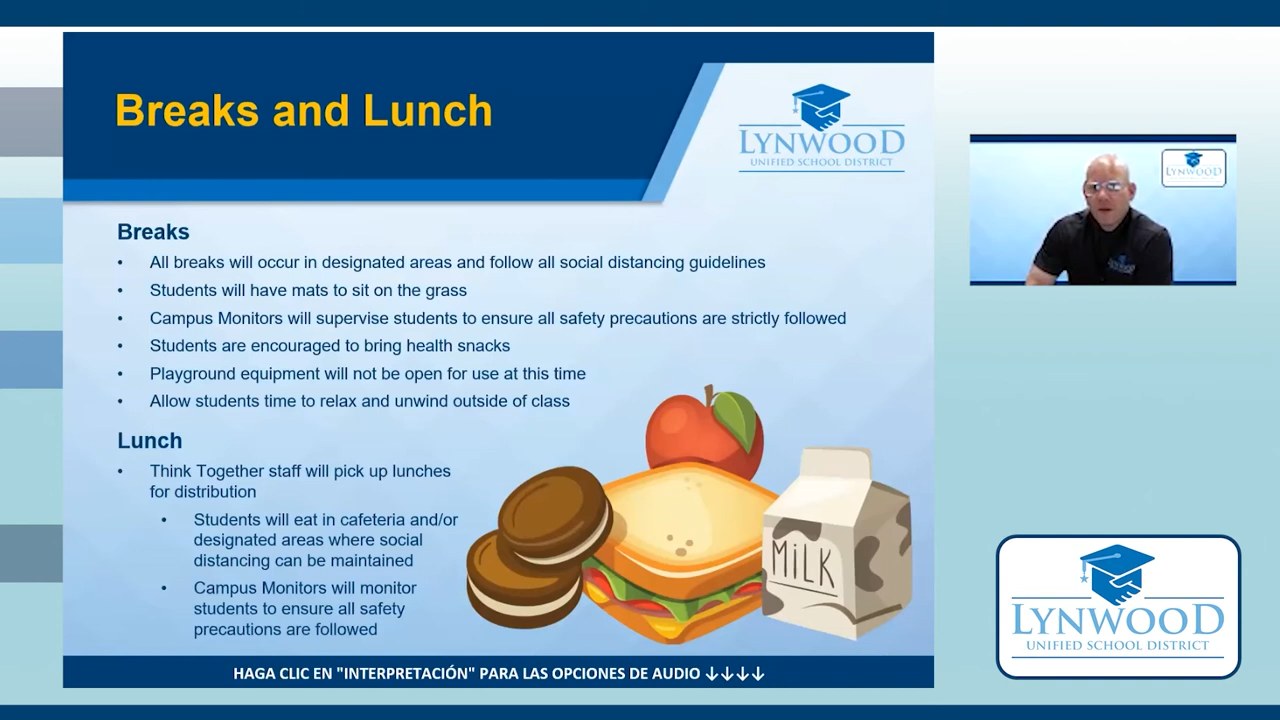 Breaks and Lunch
LYNWOOD
UNIFIED SCHOOL DISTRICT
LYNWOOD
Breaks
• All breaks will occur in designated areas and follow all social distancing guidelines
• Students will have mats to sit on the grass
• Campus Monitors will supervise students to ensure all safety precautions are strictly followed
• Students are encouraged to bring health snacks
• Playground equipment will not be open for use at this time
• Allow students time to relax and unwind outside of class
Lunch
• Think Together staff will pick up lunches
for distribution
• Students will eat in cafeteria and/or
designated areas where social
distancing can be maintained
• Campus Monitors will monitor
students to ensure all safety
precautions are followed
MiLK
LYNWOOD
UNIFIED SCHOOL DISTRICT
HAGA CLIC EN "INTERPRETACIÓN" PARA LAS OPCIONES DE AUDIO ↓↓↓↓